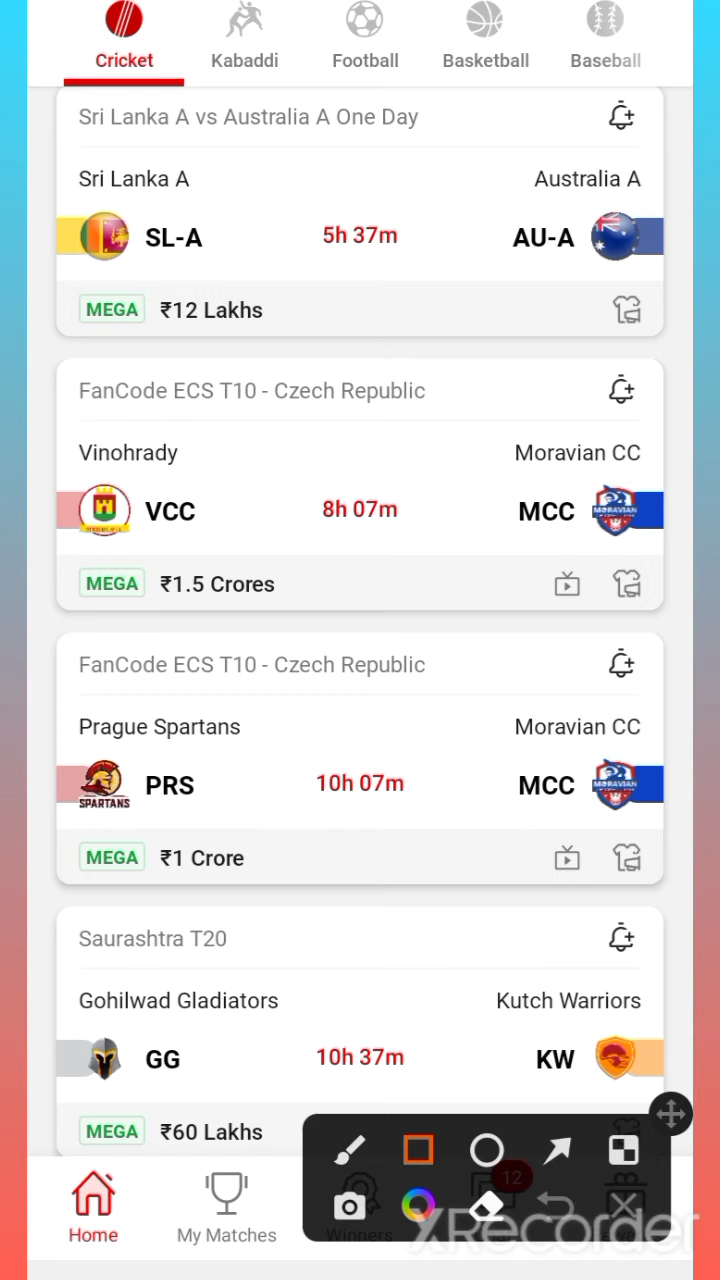 Cricket Kabaddi Football Basketball Baseball
Sri Lanka A vs Australia A One Day
Sri Lanka A Australia A
SL-A 5h 37m AU-A
MEGA ₹12 Lakhs
FanCode ECS T10 - Czech Republic
Vinohrady Moravian CC
VCC 8h 07m MCC
MORAVIAN
MEGA ₹1.5 Crores
FanCode ECS T10 - Czech Republic
Prague Spartans Moravian CC
PRS 10h 07m MCC
SPARTANS MORAVIAN
MEGA ₹1 Crore
Saurashtra T20
Gohilwad Gladiators Kutch Warriors
GG 10h 37m KW
MEGA ₹60 Lakhs
12
Home My Matches Winners
XRecorder